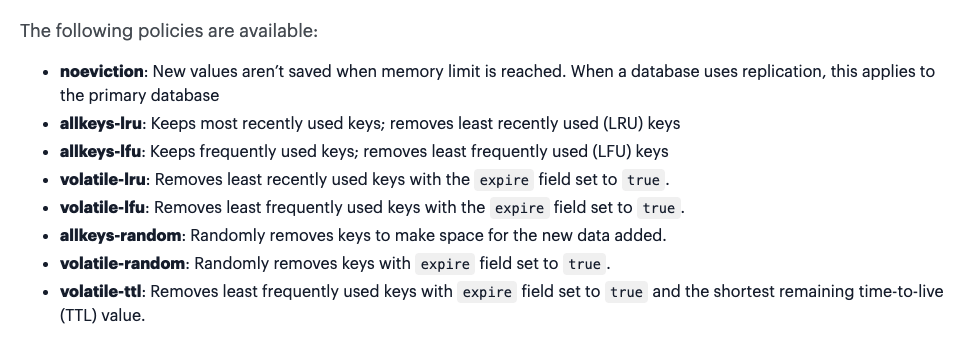 The following policies are available:
• noeviction: New values aren’t saved when memory limit is reached. When a database uses replication, this applies to
the primary database
• allkeys-lru: Keeps most recently used keys; removes least recently used (LRU) keys
• allkeys-lfu: Keeps frequently used keys; removes least frequently used (LFU) keys
• volatile-lru: Removes least recently used keys with the expire field set to true.
• volatile-lfu: Removes least frequently used keys with the expire field set to true.
• allkeys-random: Randomly removes keys to make space for the new data added.
• volatile-random: Randomly removes keys with expire field set to true.
• volatile-ttl: Removes least frequently used keys with expire field set to true and the shortest remaining time-to-live
(TTL) value.